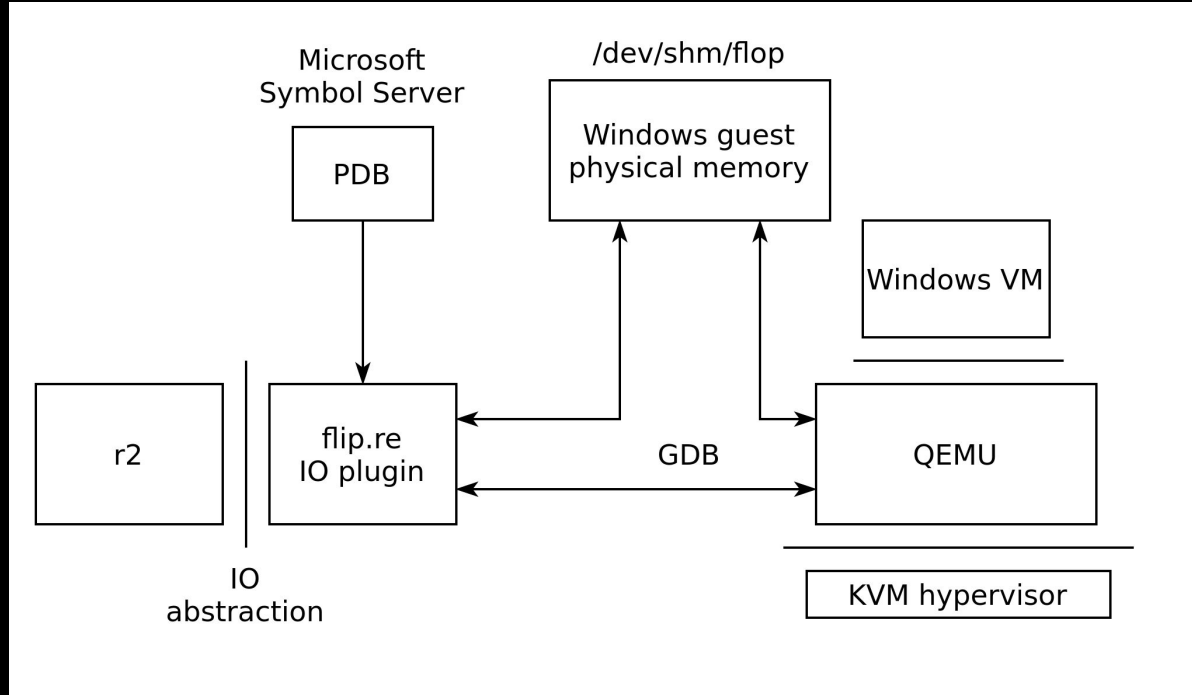 Microsoft
Symbol Server
/dev/shm/flop
PDB
Windows guest
physical memory
Windows VM
r2
flip.re
IO plugin
GDB
QEMU
IO
abstraction
KVM hypervisor